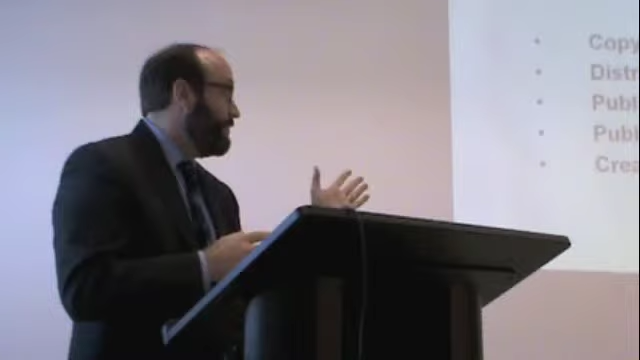 • Copy
• Distr
• Publ
• Publ
• Crea